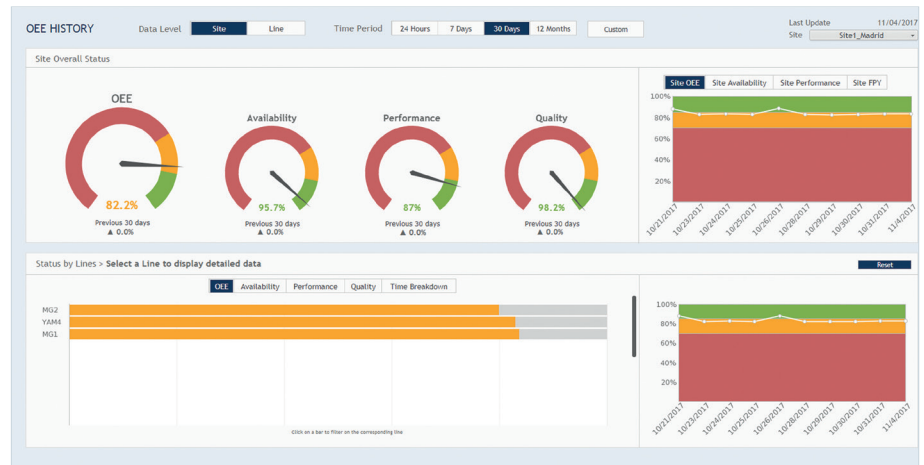 OEE HISTORY
Data Level Site Line
Time Period 24 Hours 7 Days 30 Days 12 Months Custom
Last Update 11/04/2017
Site Site1_Madrid
Site Overall Status
OEE
82.2%
Previous 30 days
▲ 0.0%
Availability
95.7%
Previous 30 days
▲ 0.0%
Performance
87%
Previous 30 days
▲ 0.0%
Quality
98.2%
Previous 30 days
▲ 0.0%
Site OEE Site Availability Site Performance Site FPY
100%
80%
60%
40%
20%
10/21/2017 10/23/2017 10/24/2017 10/25/2017 10/26/2017 10/28/2017 10/29/2017 10/30/2017 10/31/2017 11/4/2017
Status by Lines > Select a Line to display detailed data
Reset
OEE Availability Performance Quality Time Breakdown
MG2
YAM4
MG1
Click on a bar to filter on the corresponding line
100%
80%
60%
40%
20%
10/21/2017 10/23/2017 10/24/2017 10/25/2017 10/26/2017 10/28/2017 10/29/2017 10/30/2017 10/31/2017 11/4/2017